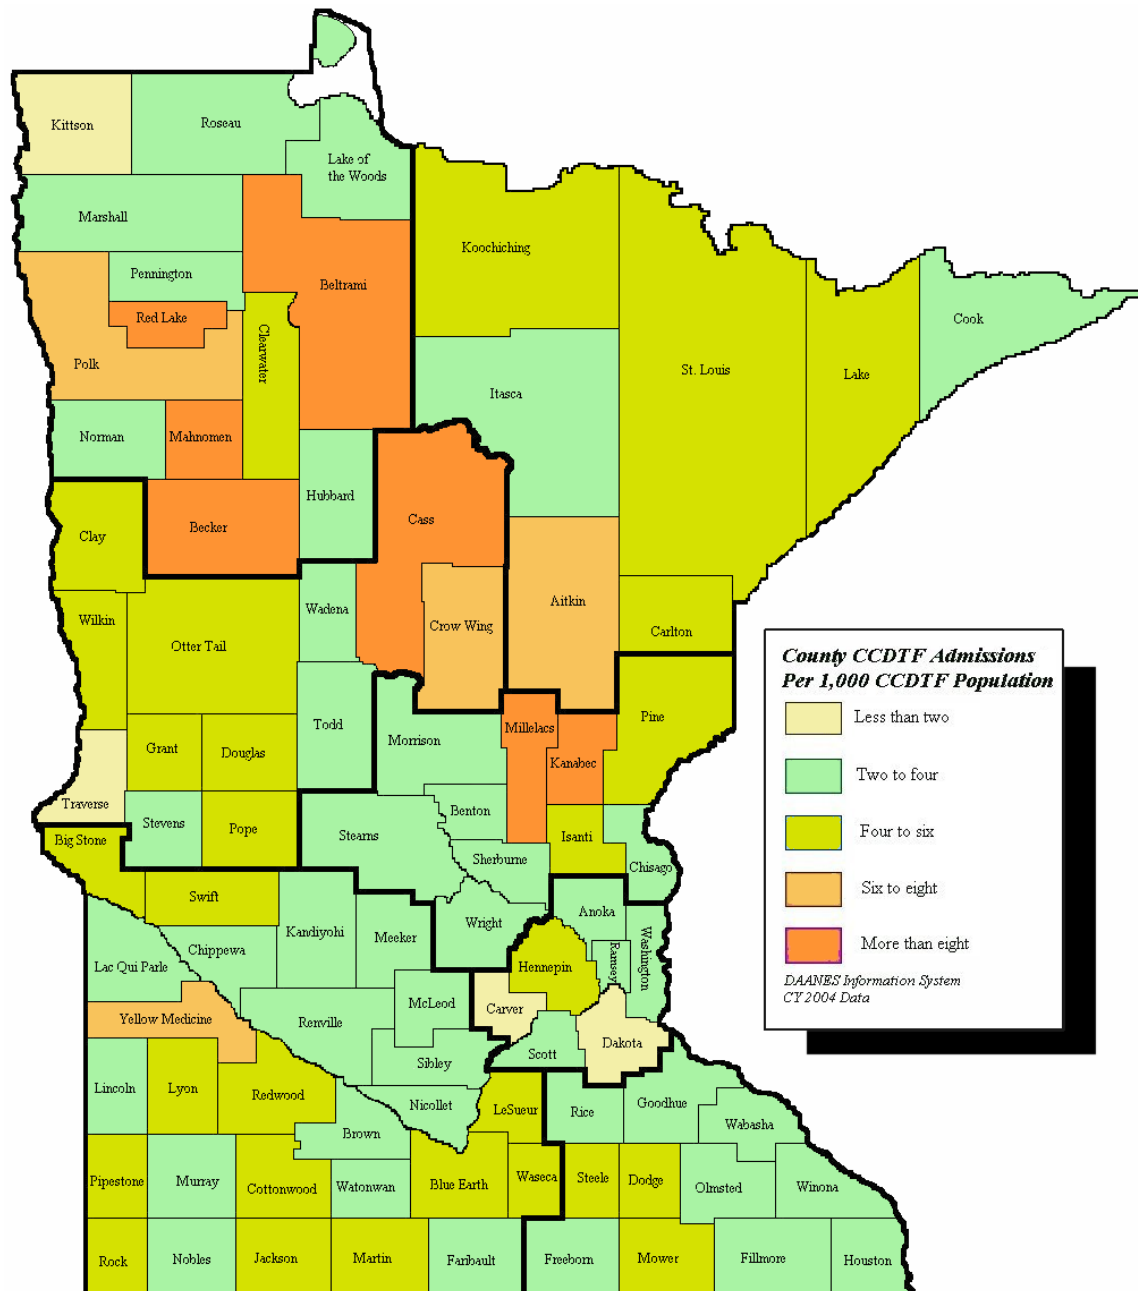 Kittson
Roseau
Lake of
the Woods
Marshall
Koochiching
Pennington
Beltrami
Red Lake
Cook
Clearwater
Polk
St. Louis
Lake
Itasca
Norman
Mahnomen
Hubbard
Becker
Cass
Clay
Aitkin
Wadena
Wilkin
Crow Wing
Carlton
Otter Tail
County CCDTF Admissions
Per 1,000 CCDTF Population
Less than two
Two to four
Four to six
Six to eight
More than eight
DAANES Information System
CY 2004 Data
Pine
Todd
Millelacs
Morrison
Grant
Douglas
Kanabec
Traverse
Benton
Stevens
Pope
Stearns
Isanti
Big Stone
Sherburne
Chisago
Swift
Anoka
Wright
Kandiyohi
Meeker
Washington
Chippewa
Ramsey
Lac Qui Parle
Hennepin
McLeod
Carver
Yellow Medicine
Renville
Dakota
Scott
Sibley
Lincoln
Lyon
Redwood
Nicollet
LeSueur
Rice
Goodhue
Wabasha
Brown
Pipestone
Murray
Cottonwood
Watonwan
Blue Earth
Waseca
Steele
Dodge
Olmsted
Winona
Rock
Nobles
Jackson
Martin
Faribault
Freeborn
Mower
Fillmore
Houston